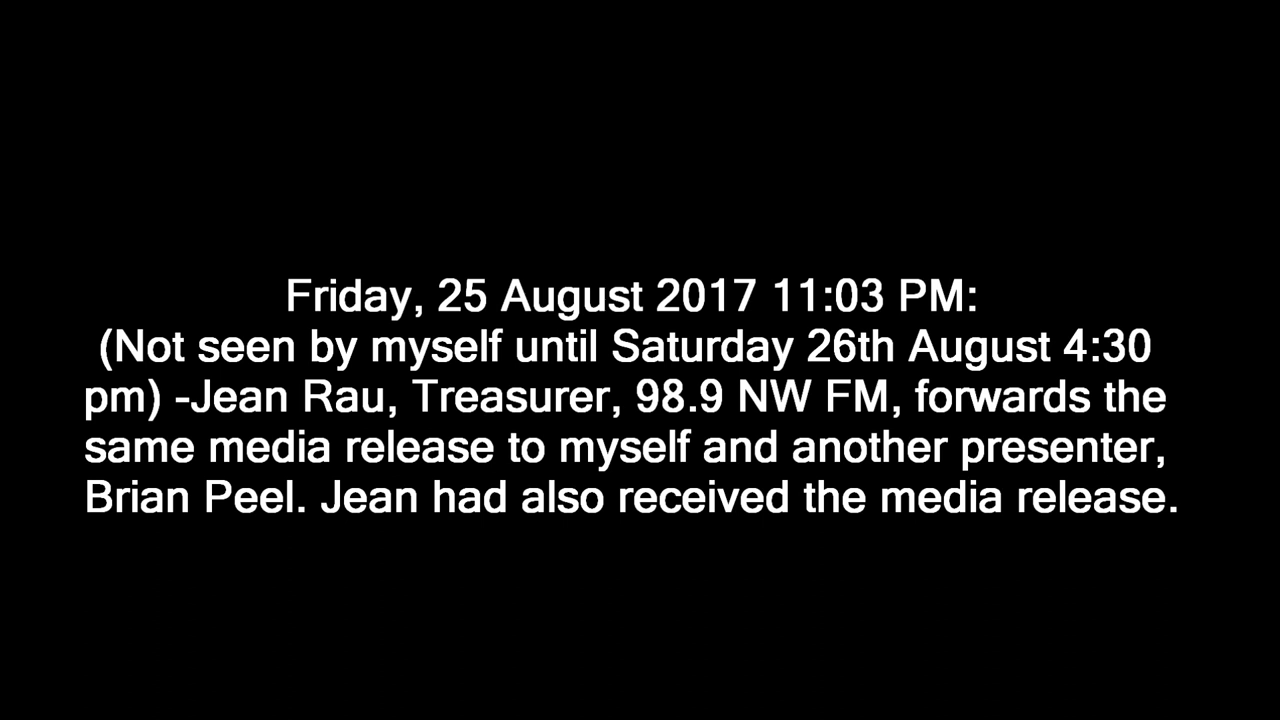 Friday, 25 August 2017 11:03 PM:
(Not seen by myself until Saturday 26th August 4:30
pm) -Jean Rau, Treasurer, 98.9 NW FM, forwards the
same media release to myself and another presenter,
Brian Peel. Jean had also received the media release.